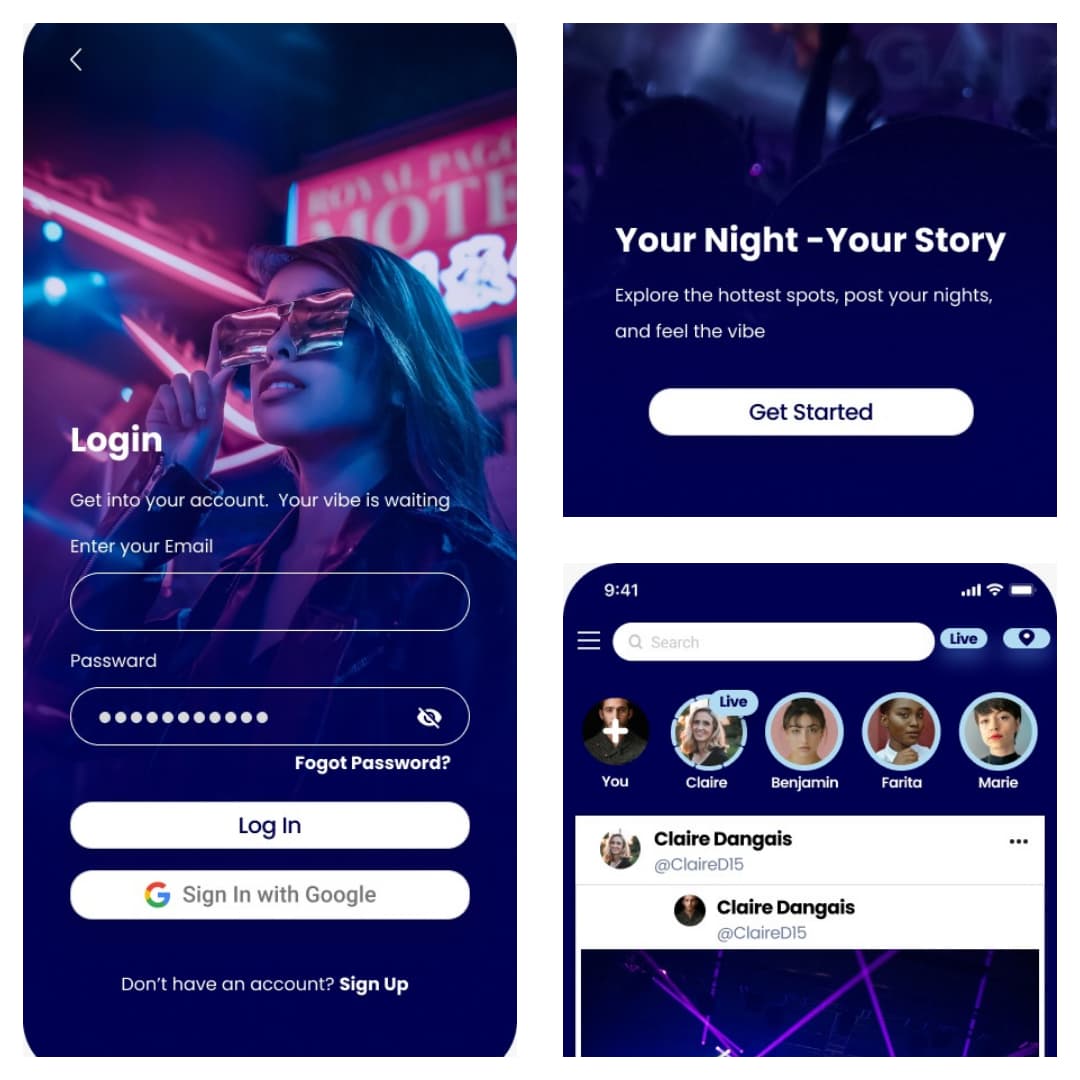 ROYAL PAGO
MOTE
Login
Get into your account.  Your vibe is waiting
Enter your Email
Password
Fogot Password?
Log In
Sign In with Google
Don’t have an account? Sign Up
Your Night -Your Story
Explore the hottest spots, post your nights,
and feel the vibe
Get Started
9:41
Search
Live
Live
You
Claire
Benjamin
Farita
Marie
Claire Dangais
@ClaireD15
Claire Dangais
@ClaireD15